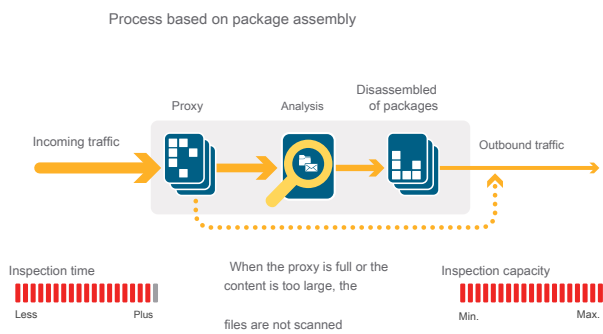 Process based on package assembly
Disassembled
of packages
Proxy
Analysis
Incoming traffic
Outbound traffic
Inspection time
When the proxy is full or the
content is too large, the
files are not scanned
Inspection capacity
Less
Plus
Min.
Max.